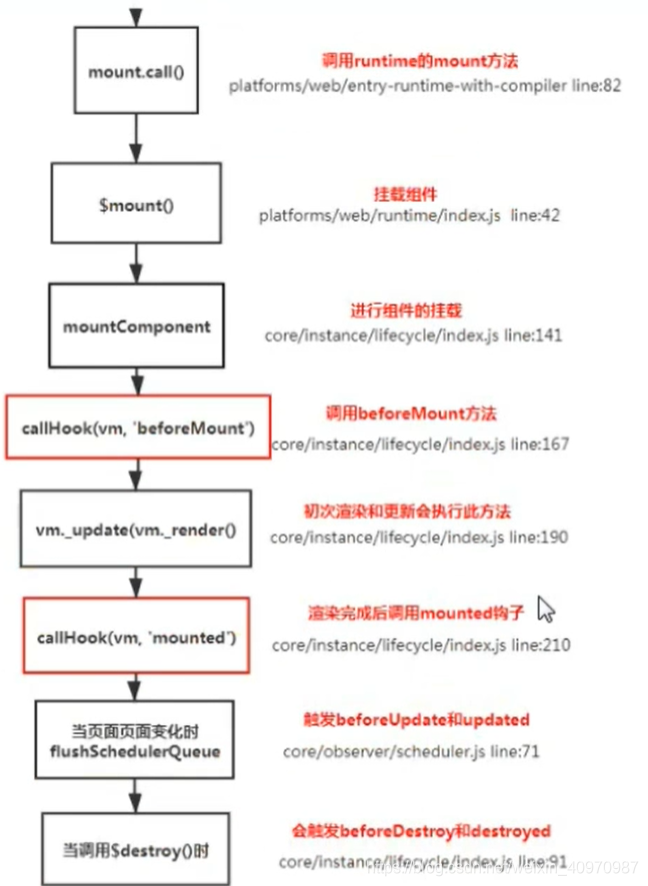 mount.call()
调用runtime的mount方法
platforms/web/entry-runtime-with-compiler line:82
$mount()
挂载组件
platforms/web/runtime/index.js line:42
mountComponent
进行组件的挂载
core/instance/lifecycle/index.js line:141
callHook(vm, 'beforeMount')
调用beforeMount方法
core/instance/lifecycle/index.js line:167
vm._update(vm._render()
初次渲染和更新会执行此方法
core/instance/lifecycle/index.js line:190
callHook(vm, 'mounted')
渲染完成后调用mounted钩子
core/instance/lifecycle/index.js line:210
当页面页面变化时
flushSchedulerQueue
触发beforeUpdate和updated
core/observer/scheduler.js line:71
当调用$destroy()时
会触发beforeDestroy和destroyed
core/instance/lifecycle/index.js line:91
https://blog.csdn.net/weixin_40970987